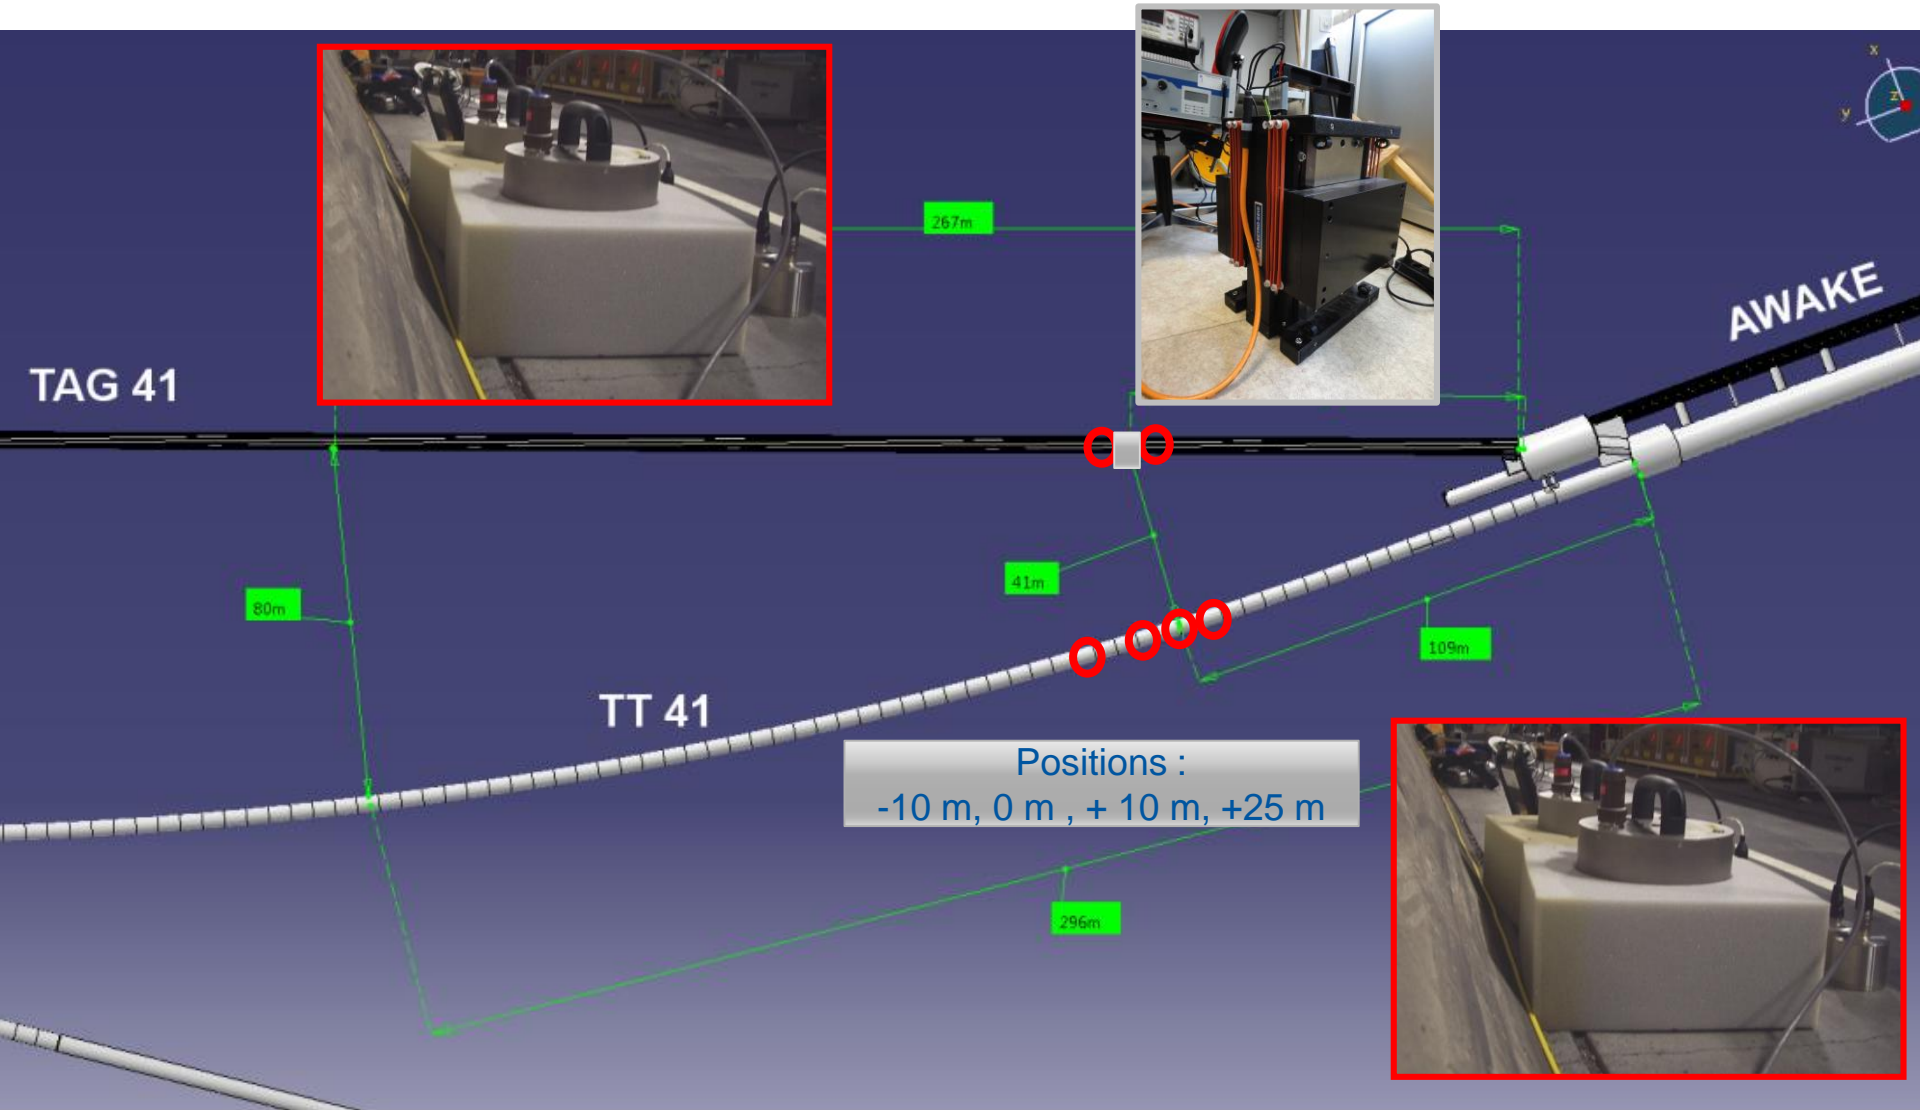 x
y
z
267m
AWAKE
TAG 41
41m
80m
109m
TT 41
Positions :
-10 m, 0 m , + 10 m, +25 m
296m